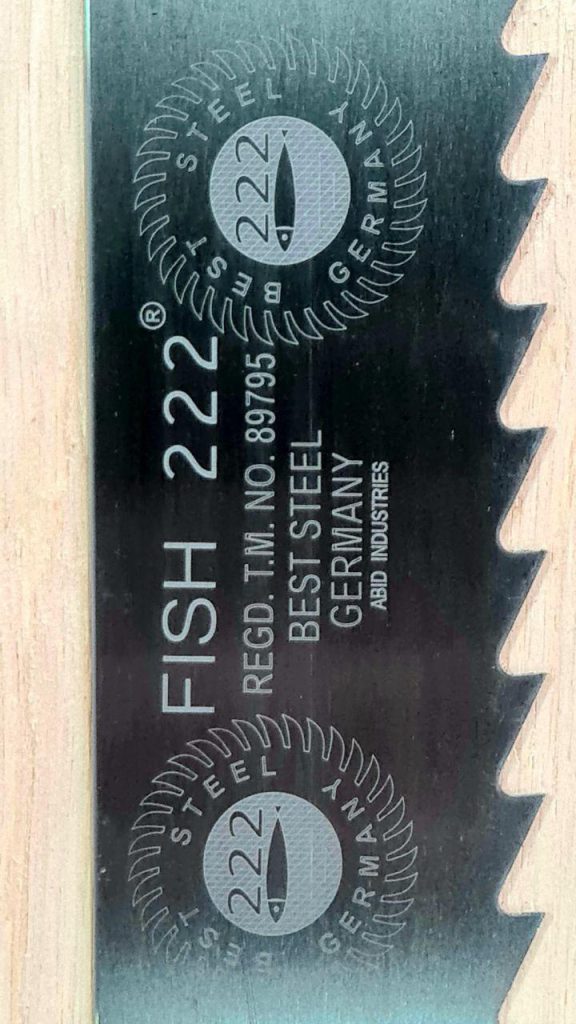 BEST STEEL GERMANY
222
FISH 222®
REGD. T.M. NO. 89795
BEST STEEL
GERMANY
ABID INDUSTRIES
BEST STEEL GERMANY
222